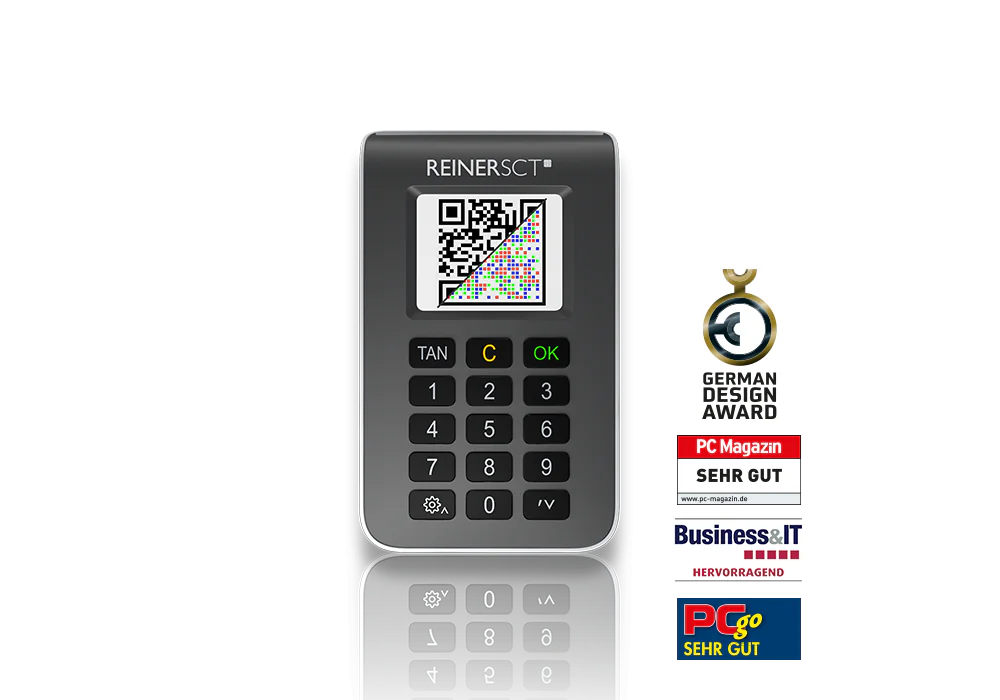 REINERSCT
TAN C OK
1 2 3
4 5 6
7 8 9
0
GERMAN
DESIGN
AWARD
PC Magazin
SEHR GUT
www.pc-magazin.de
Business&IT
HERVORRAGEND
PCgo
SEHR GUT